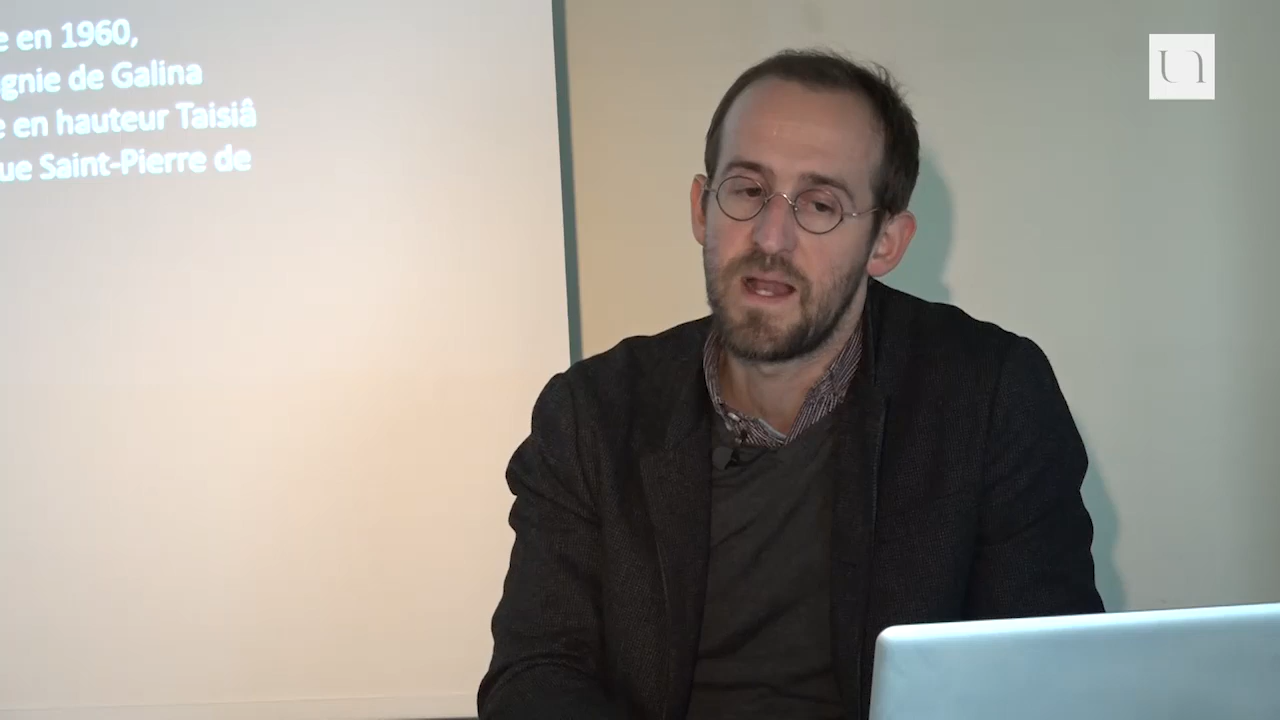 e en 1960,
gnie de Galina
e en hauteur Taisiâ
ue Saint-Pierre de